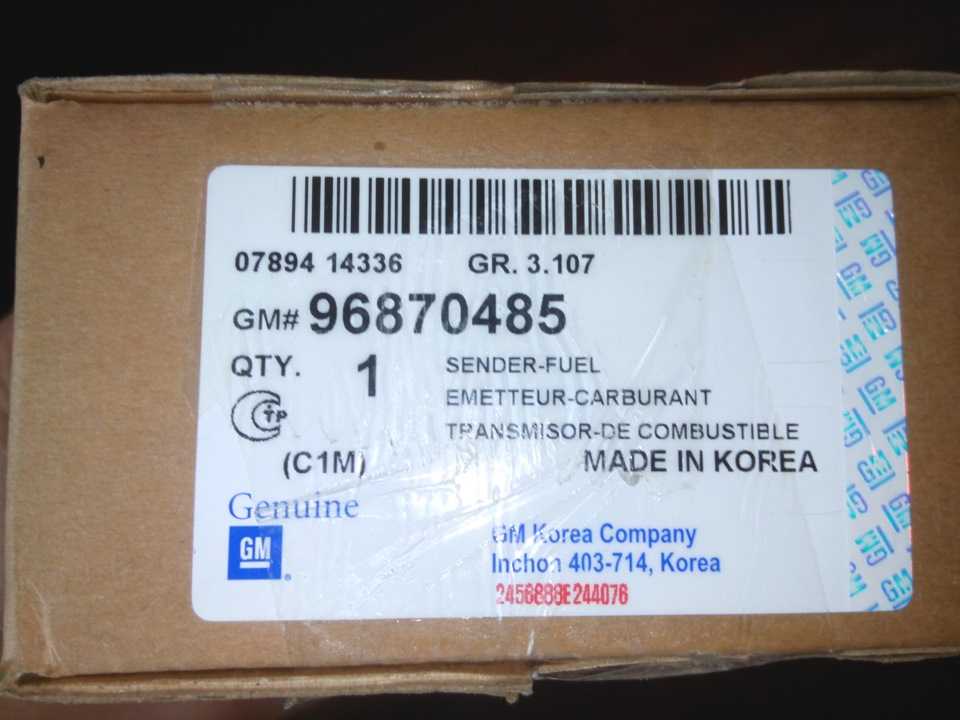 07894 14336 GR. 3.107
GM# 96870485
QTY. 1 SENDER-FUEL
EMETTEUR-CARBURANT
TRANSMISOR-DE COMBUSTIBLE
(C1M) MADE IN KOREA
Genuine
GM
GM Korea Company
Inchon 403-714, Korea